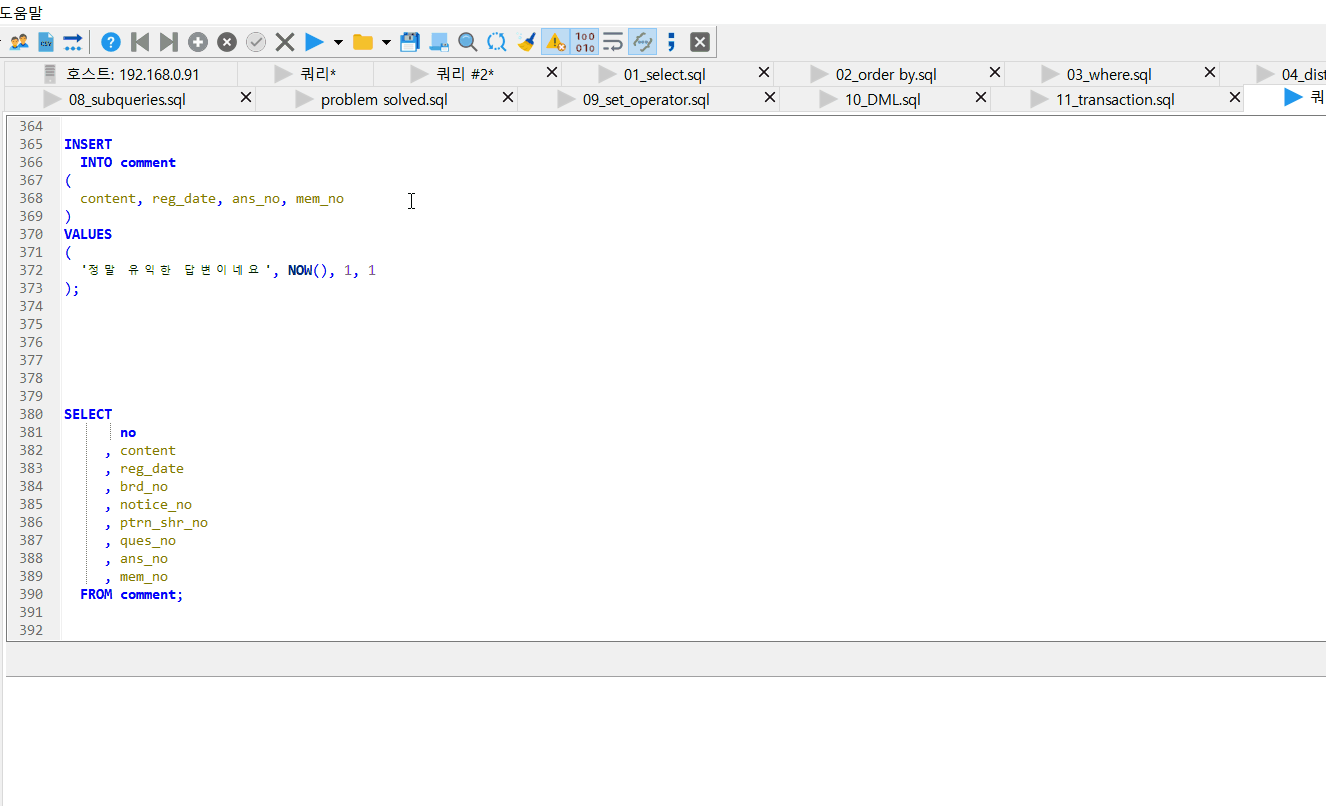 도움말
호스트: 192.168.0.91 쿼리* 쿼리 #2* 01_select.sql 02_order by.sql 03_where.sql 04_dist
08_subqueries.sql problem solved.sql 09_set_operator.sql 10_DML.sql 11_transaction.sql 쿼
364
365 INSERT
366 INTO comment
367 (
368 content, reg_date, ans_no, mem_no
369 )
370 VALUES
371 (
372 '정말 유익한 답변이네요', NOW(), 1, 1
373 );
374
375
376
377
378
379
380 SELECT
381 no
382 , content
383 , reg_date
384 , brd_no
385 , notice_no
386 , ptrn_shr_no
387 , ques_no
388 , ans_no
389 , mem_no
390 FROM comment;
391
392